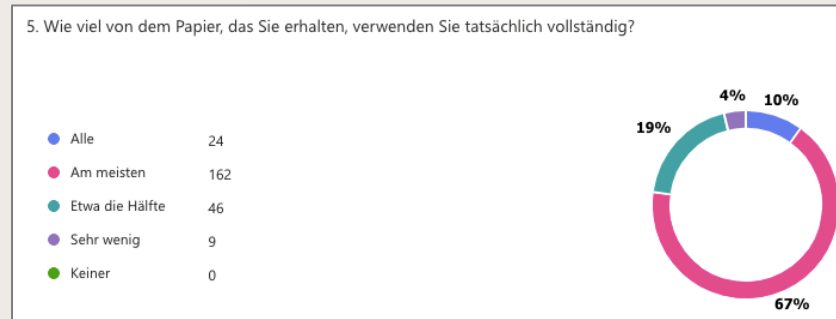 5. Wie viel von dem Papier, das Sie erhalten, verwenden Sie tatsächlich vollständig?
4% 10%
19%
Alle 24
Am meisten 162
Etwa die Hälfte 46
Sehr wenig 9
Keiner 0
67%